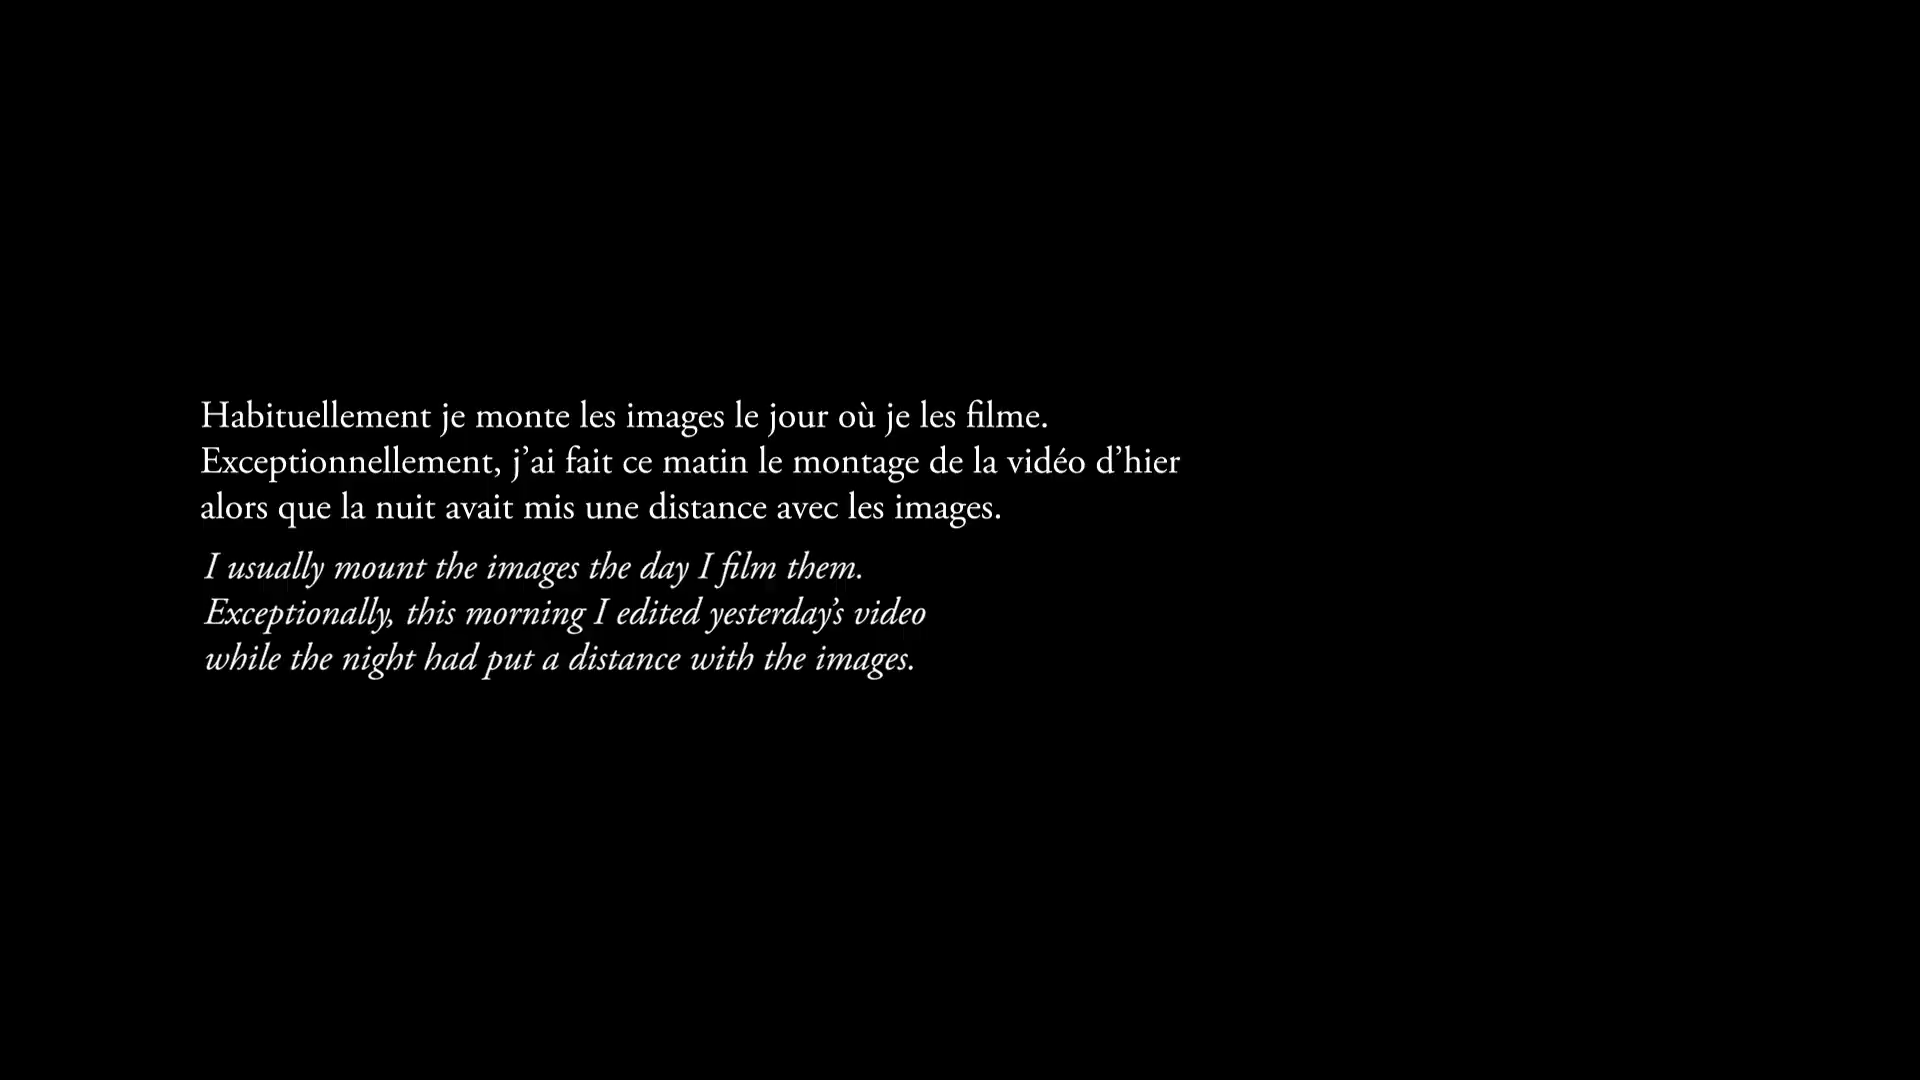 Habituellement je monte les images le jour où je les filme.
Exceptionnellement, j’ai fait ce matin le montage de la vidéo d’hier
alors que la nuit avait mis une distance avec les images.
I usually mount the images the day I film them.
Exceptionally, this morning I edited yesterday’s video
while the night had put a distance with the images.